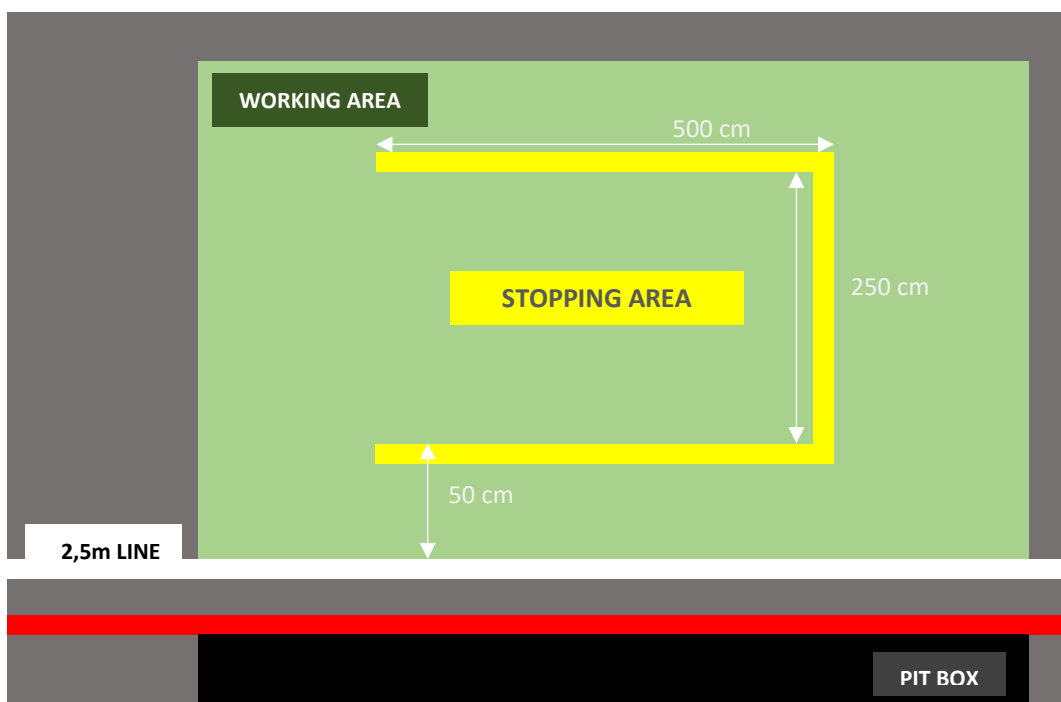 WORKING AREA
500 cm
250 cm
STOPPING AREA
50 cm
2,5m LINE
PIT BOX